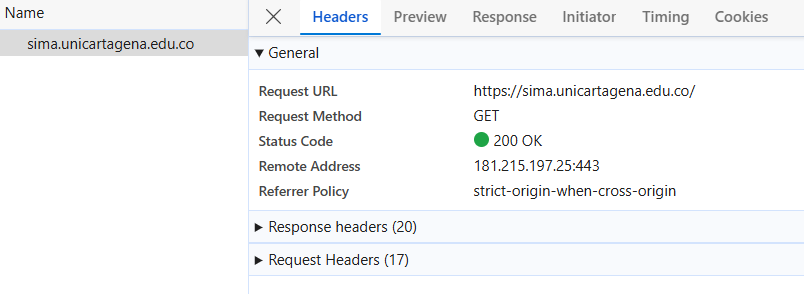 Name
sima.unicartagena.edu.co
Headers Preview Response Initiator Timing Cookies
General
Request URL https://sima.unicartagena.edu.co/
Request Method GET
Status Code 200 OK
Remote Address 181.215.197.25:443
Referrer Policy strict-origin-when-cross-origin
Response headers (20)
Request Headers (17)